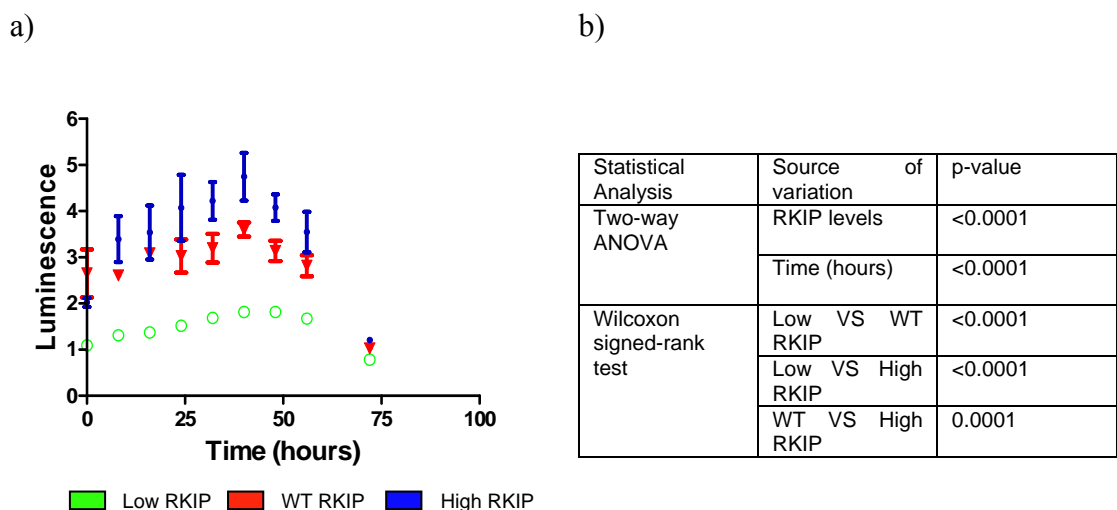 a)
b)
6
5
4
3
2
1
0
Luminescence
0 25 50 75 100
Time (hours)
Low RKIP WT RKIP High RKIP
Statistical Analysis
Source of variation
p-value
Two-way ANOVA
RKIP levels
<0.0001
Time (hours)
<0.0001
Wilcoxon signed-rank test
Low VS WT RKIP
<0.0001
Low VS High RKIP
<0.0001
WT VS High RKIP
0.0001